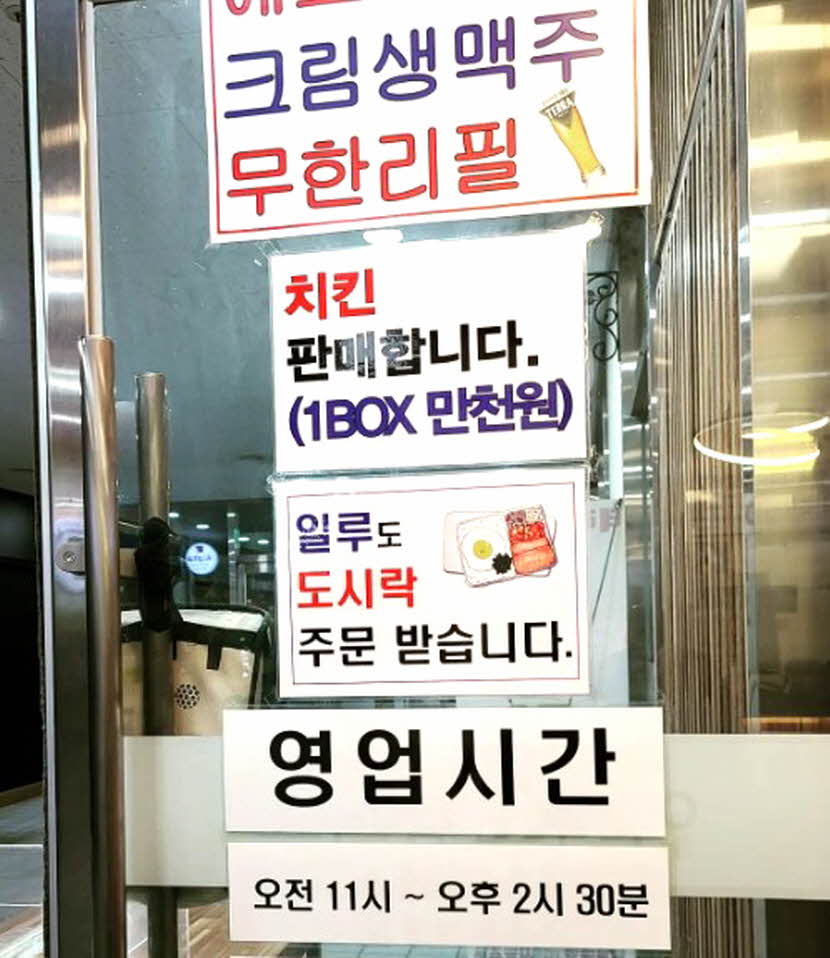 크림생맥주
무한리필
TERRA
치킨
판매합니다.
(1BOX 만천원)
일루도
도시락
주문 받습니다.
영업시간
오전 11시 ~ 오후 2시 30분